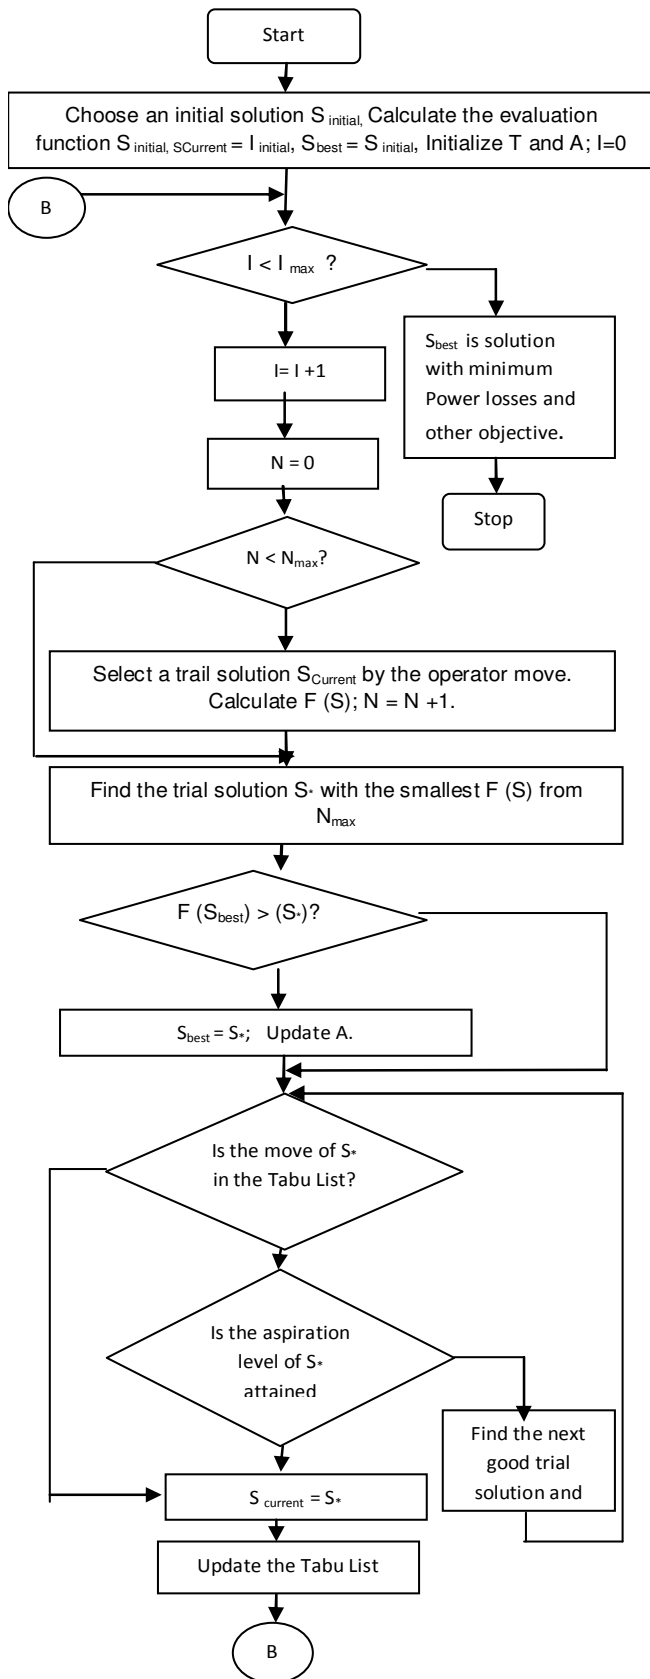 Start
Choose an initial solution S initial, Calculate the evaluation
function S initial, SCurrent = I initial, Sbest = S initial, Initialize T and A; I=0
B
I < I max ?
Sbest is solution
with minimum
Power losses and
other objective.
I= I +1
N = 0
Stop
N < Nmax?
Select a trail solution SCurrent by the operator move.
Calculate F (S); N = N +1.
Find the trial solution S* with the smallest F (S) from
Nmax
F (Sbest) > (S*)?
Sbest = S*; Update A.
Is the move of S*
in the Tabu List?
Is the aspiration
level of S*
attained
Find the next
good trial
solution and
S current = S*
Update the Tabu List
B